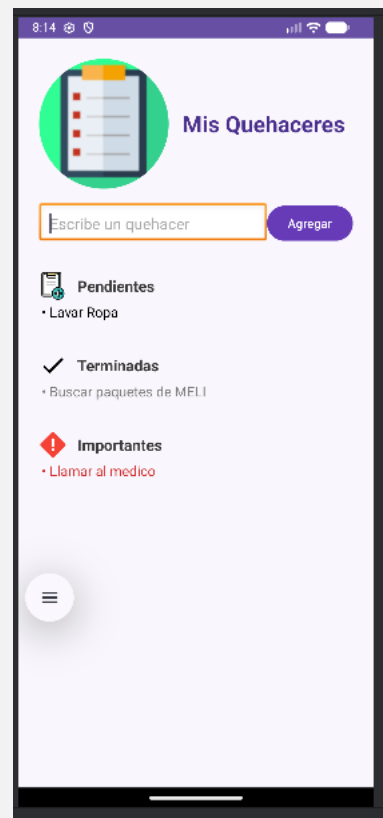 8:14
Mis Quehaceres
Escribe un quehacer
Agregar
Pendientes
• Lavar Ropa
Terminadas
• Buscar paquetes de MELI
Importantes
• Llamar al medico